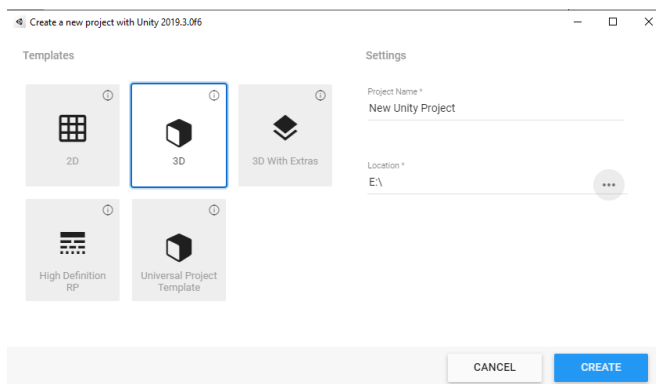 Create a new project with Unity 2019.3.0f6
Templates
Settings
2D
3D
3D With Extras
High Definition
RP
Universal Project
Template
Project Name *
New Unity Project
Location *
E:\
CANCEL
CREATE